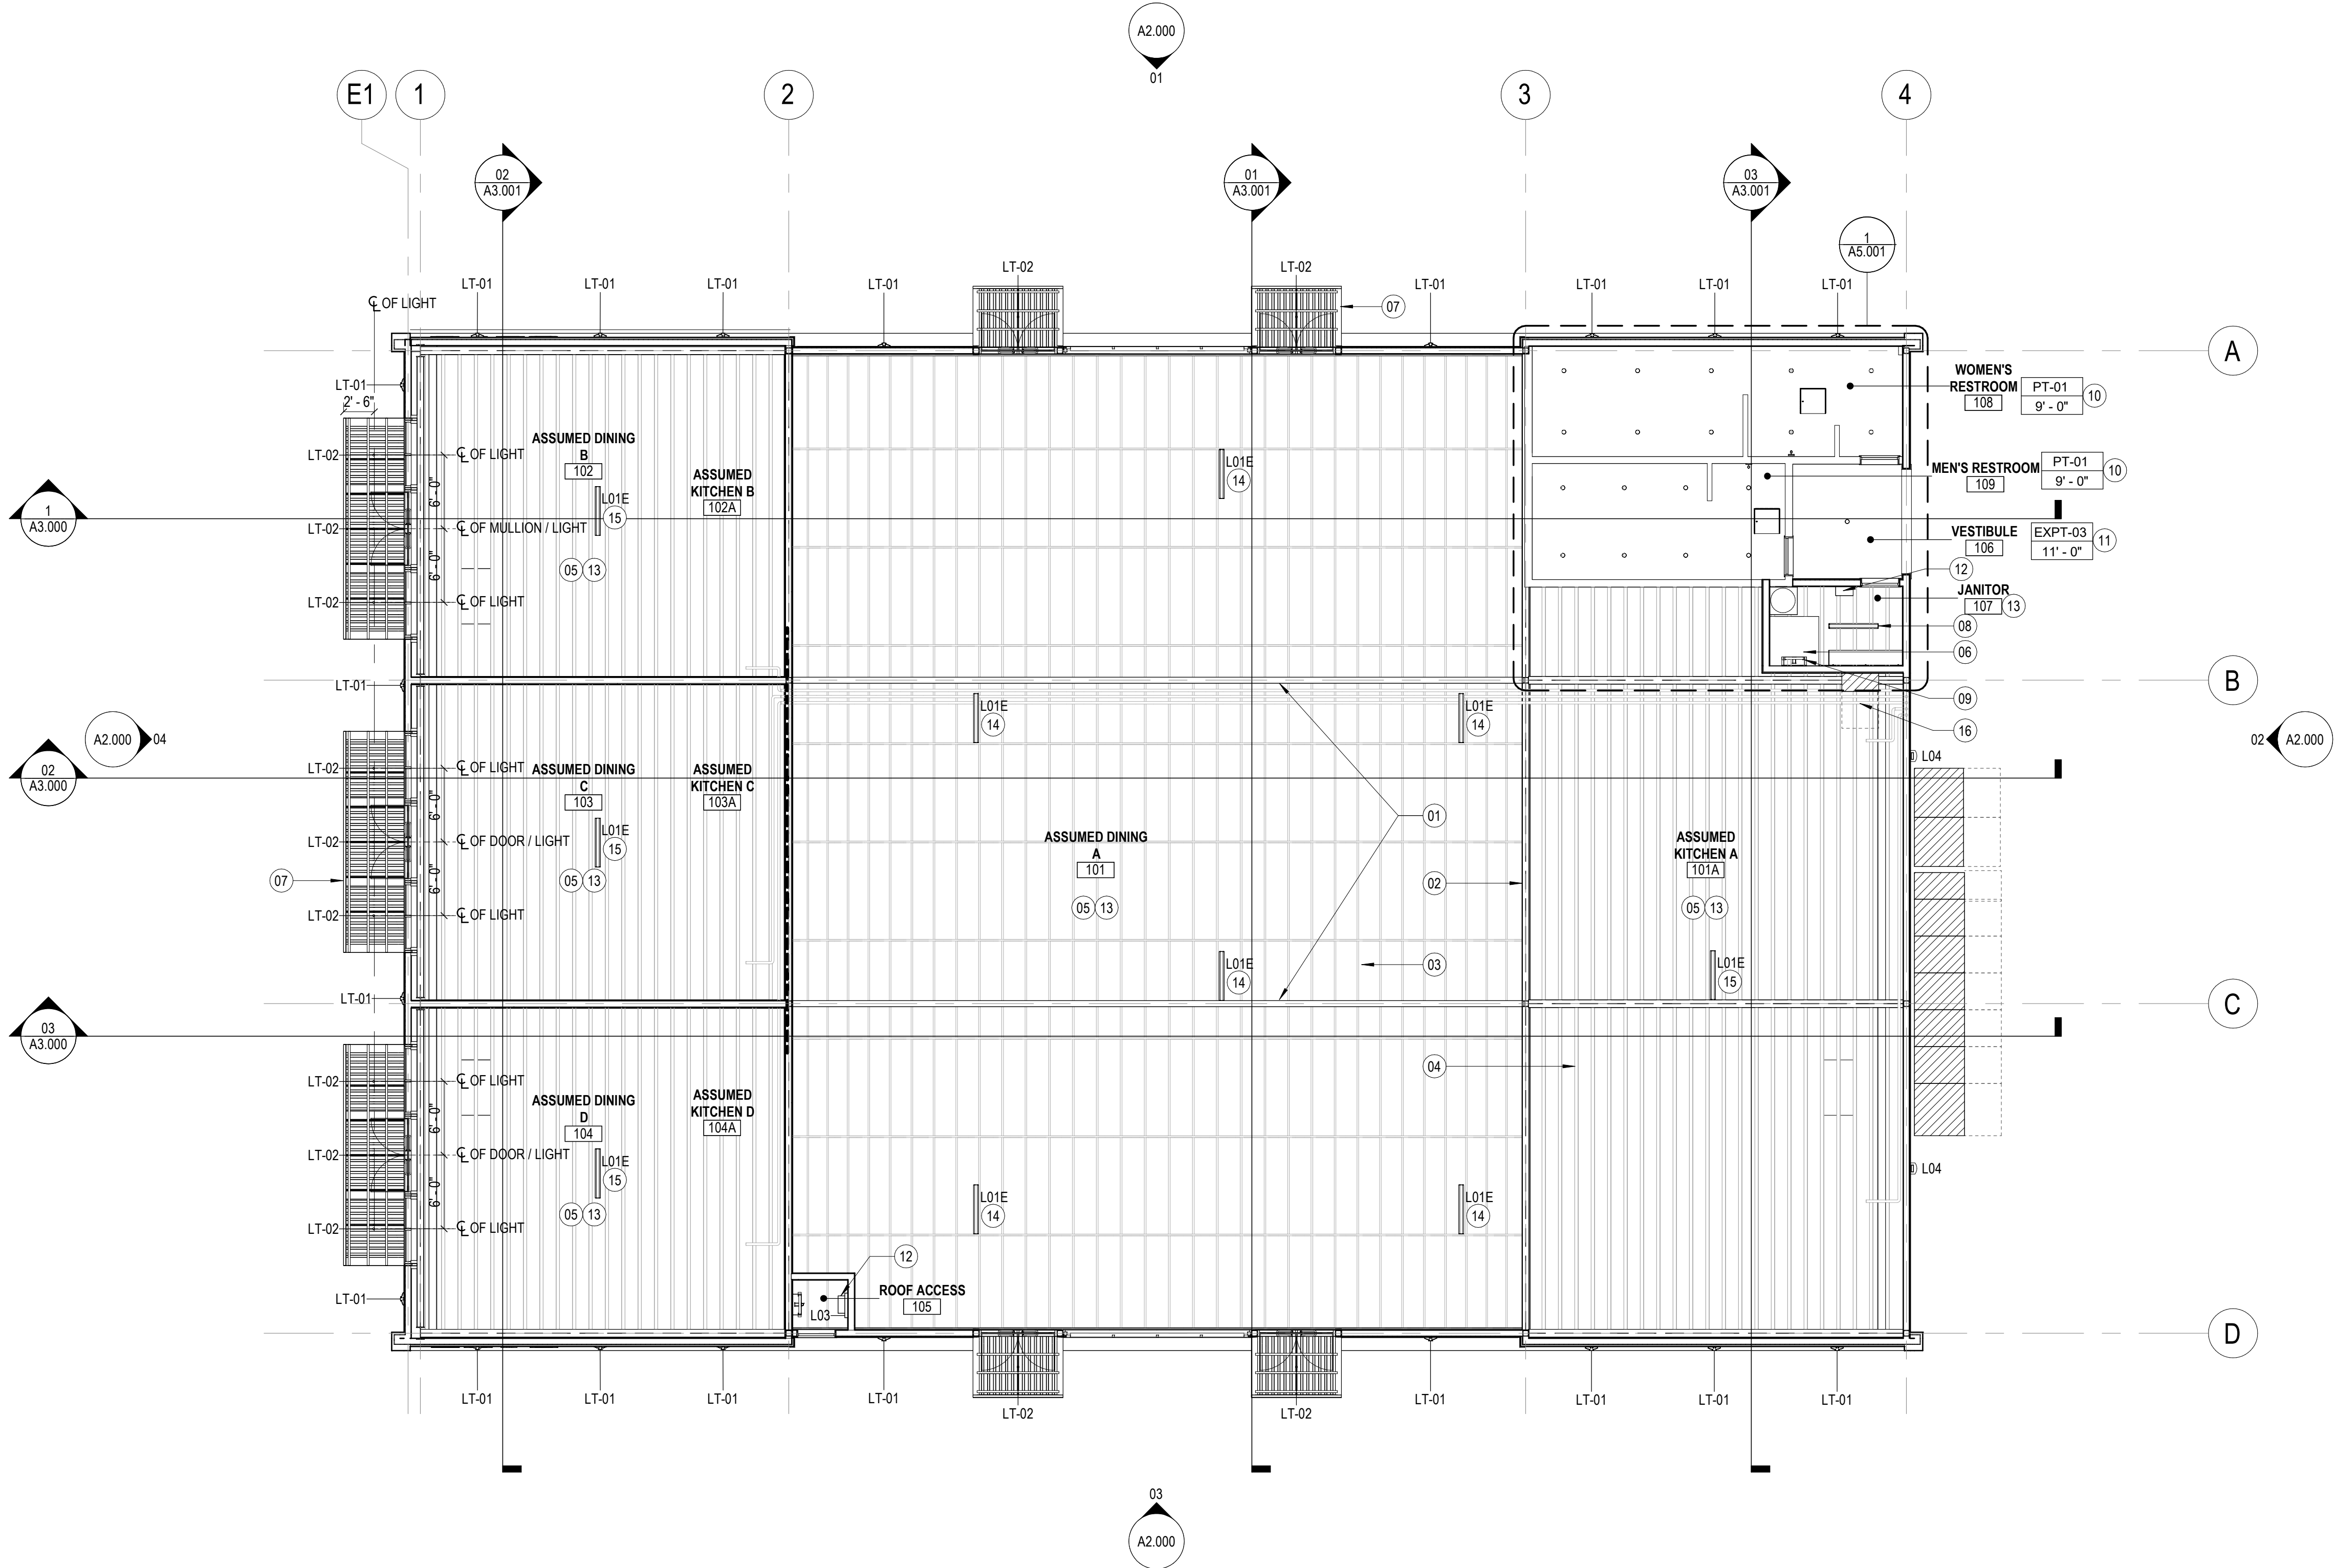 A2.000
01
E1
1
2
3
4
02
A3.001
01
A3.001
03
A3.001
1
A5.001
LT-01
LT-01
LT-01
LT-01
LT-02
LT-02
LT-01
LT-01
LT-01
LT-01
℄ OF LIGHT
07
A
LT-01
2' - 6"
WOMEN'S
RESTROOM
108
PT-01
9' - 0"
10
LT-02
℄ OF LIGHT
ASSUMED DINING
B
102
ASSUMED
KITCHEN B
102A
L01E
14
MEN'S RESTROOM
109
PT-01
9' - 0"
10
6' - 0"
L01E
15
1
A3.000
LT-02
℄ OF MULLION / LIGHT
VESTIBULE
106
EXPT-03
11' - 0"
11
6' - 0"
05
13
12
JANITOR
107
13
LT-02
℄ OF LIGHT
08
06
LT-01
B
09
L01E
14
L01E
14
16
A2.000
04
02
A2.000
02
A3.000
LT-02
℄ OF LIGHT
ASSUMED DINING
C
103
ASSUMED
KITCHEN C
103A
L04
6' - 0"
01
L01E
15
LT-02
℄ OF DOOR / LIGHT
ASSUMED DINING
A
101
ASSUMED
KITCHEN A
101A
07
6' - 0"
05
13
02
05
13
LT-02
℄ OF LIGHT
L01E
14
03
L01E
15
LT-01
C
03
A3.000
04
LT-02
℄ OF LIGHT
ASSUMED DINING
D
104
ASSUMED
KITCHEN D
104A
6' - 0"
LT-02
℄ OF DOOR / LIGHT
L01E
15
L04
6' - 0"
05
13
L01E
14
L01E
14
LT-02
℄ OF LIGHT
12
LT-01
ROOF ACCESS
105
L03
D
LT-01
LT-01
LT-01
LT-01
LT-02
LT-02
LT-01
LT-01
LT-01
LT-01
03
A2.000